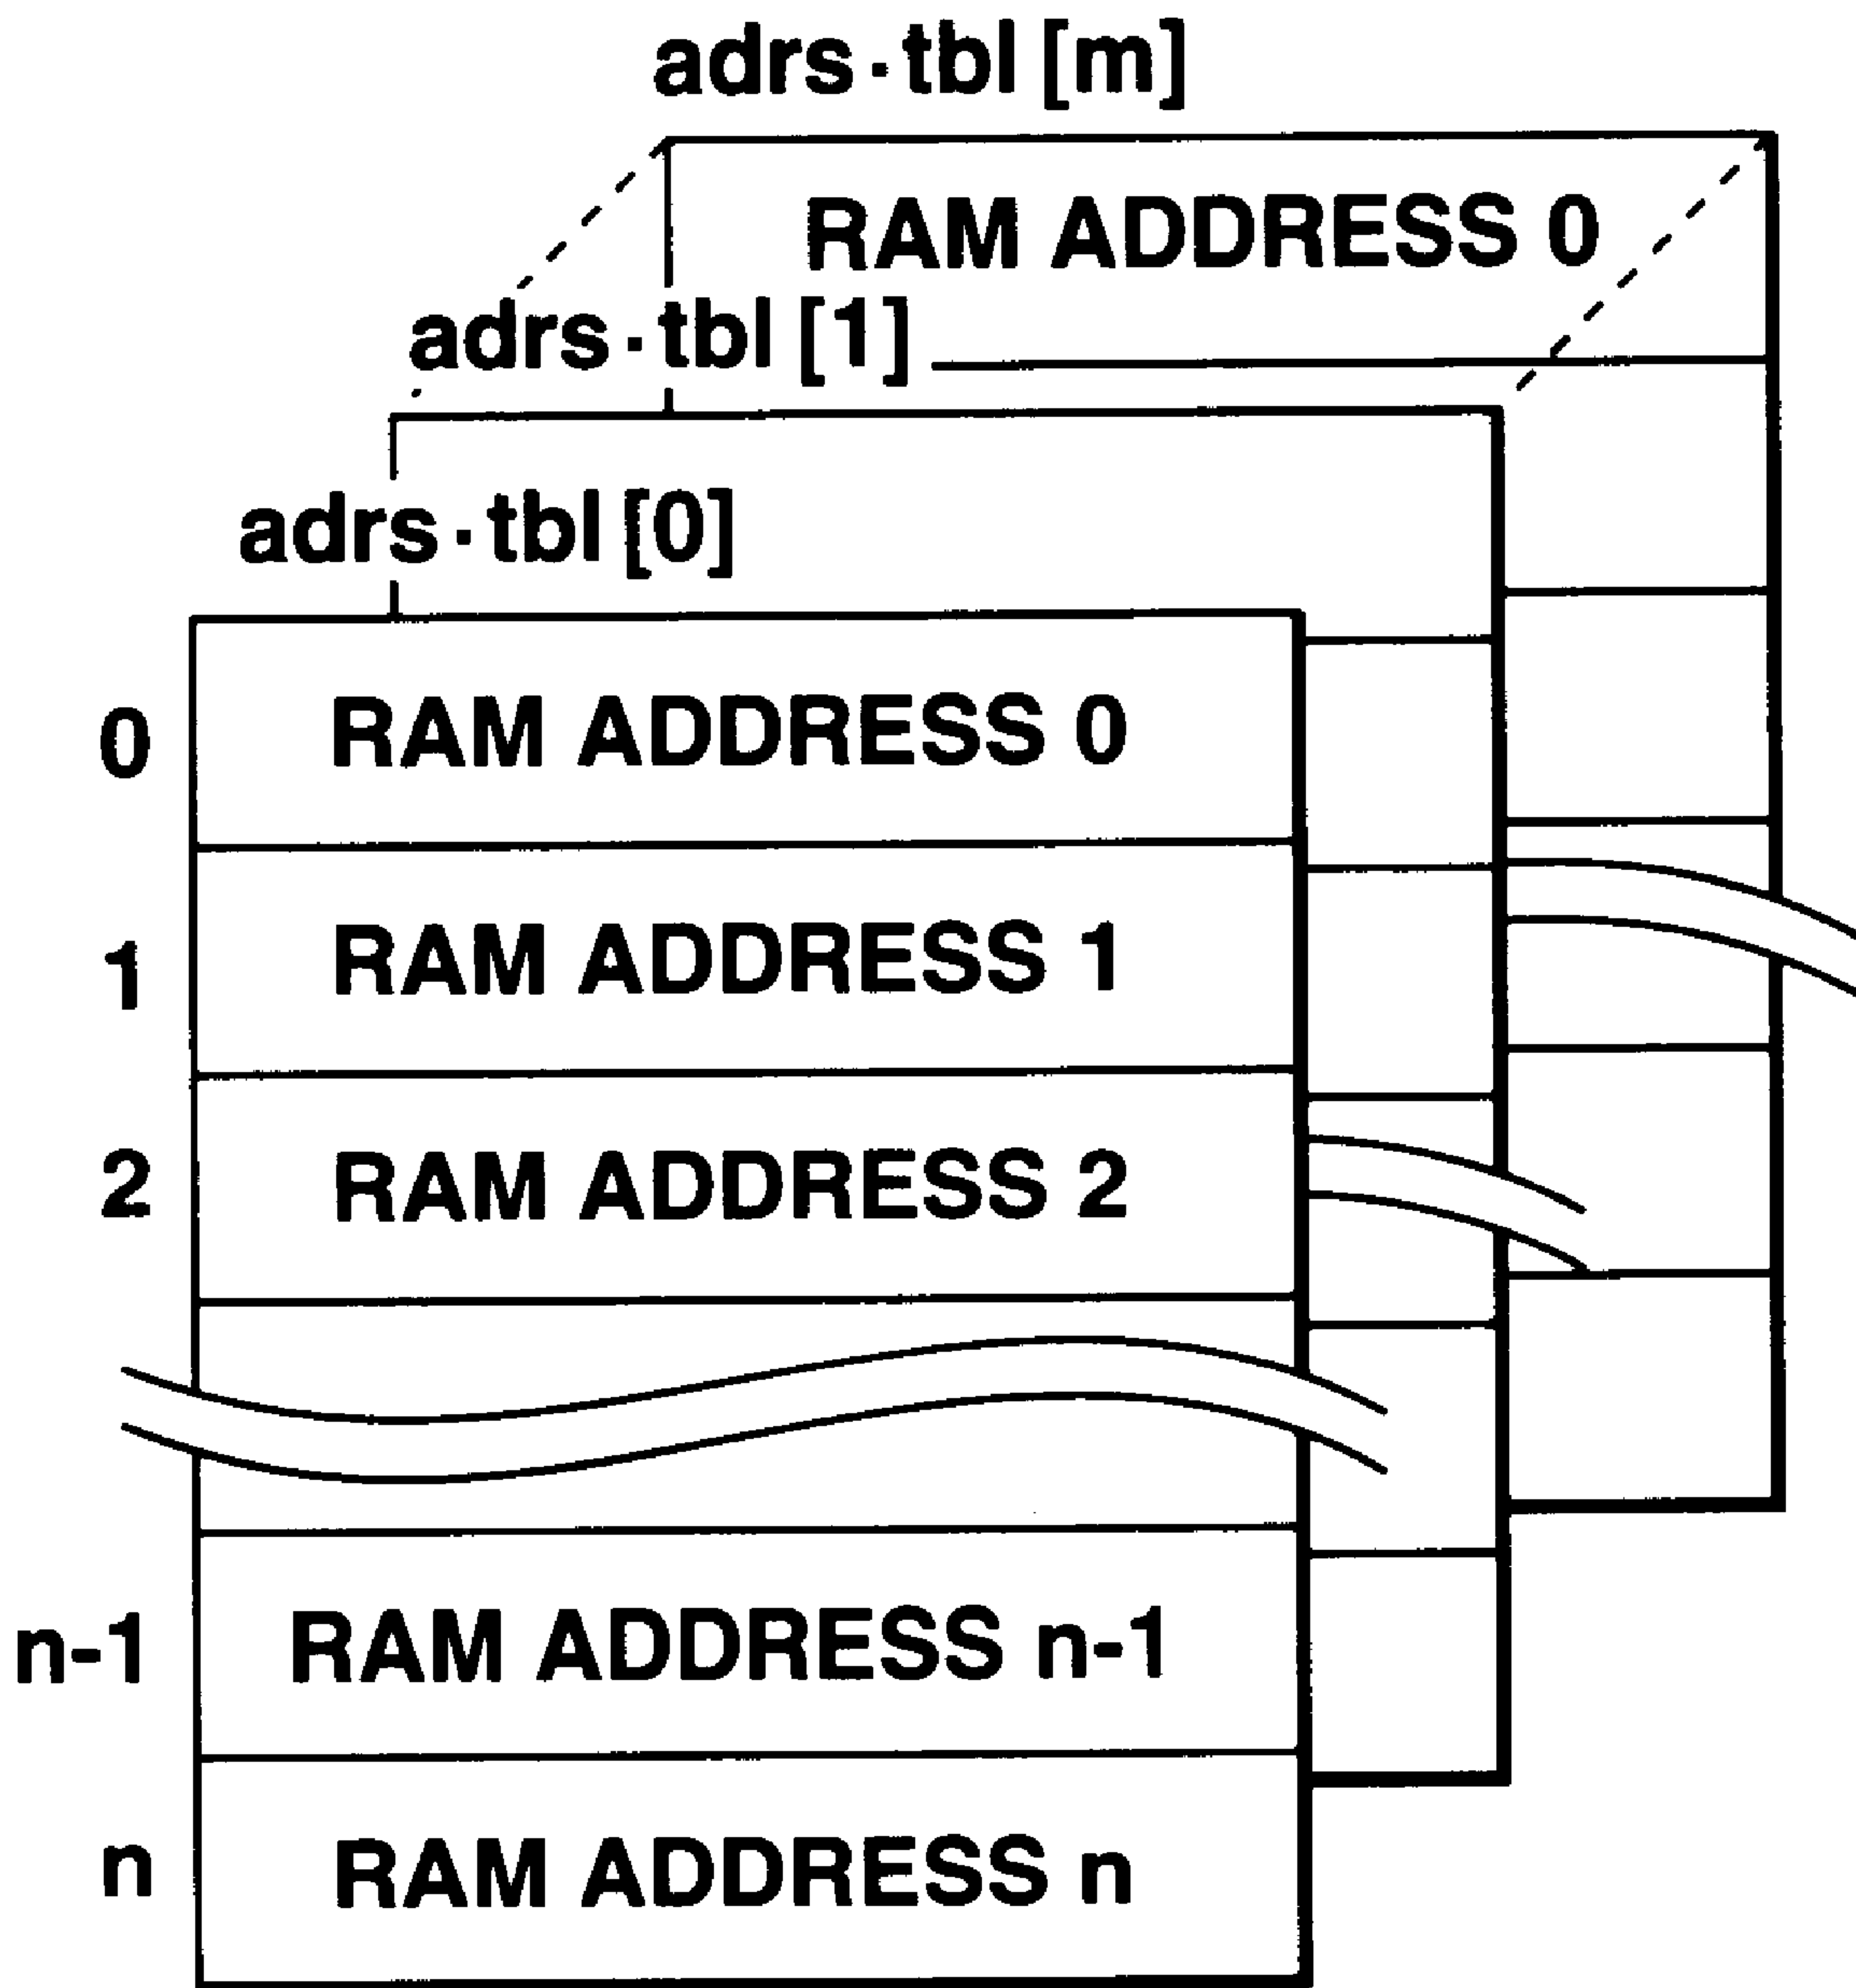 adrs·tbl [m]
RAM ADDRESS 0
adrs·tbl [1]
adrs·tbl [0]
0 RAM ADDRESS 0
1 RAM ADDRESS 1
2 RAM ADDRESS 2
n-1 RAM ADDRESS n-1
n RAM ADDRESS n